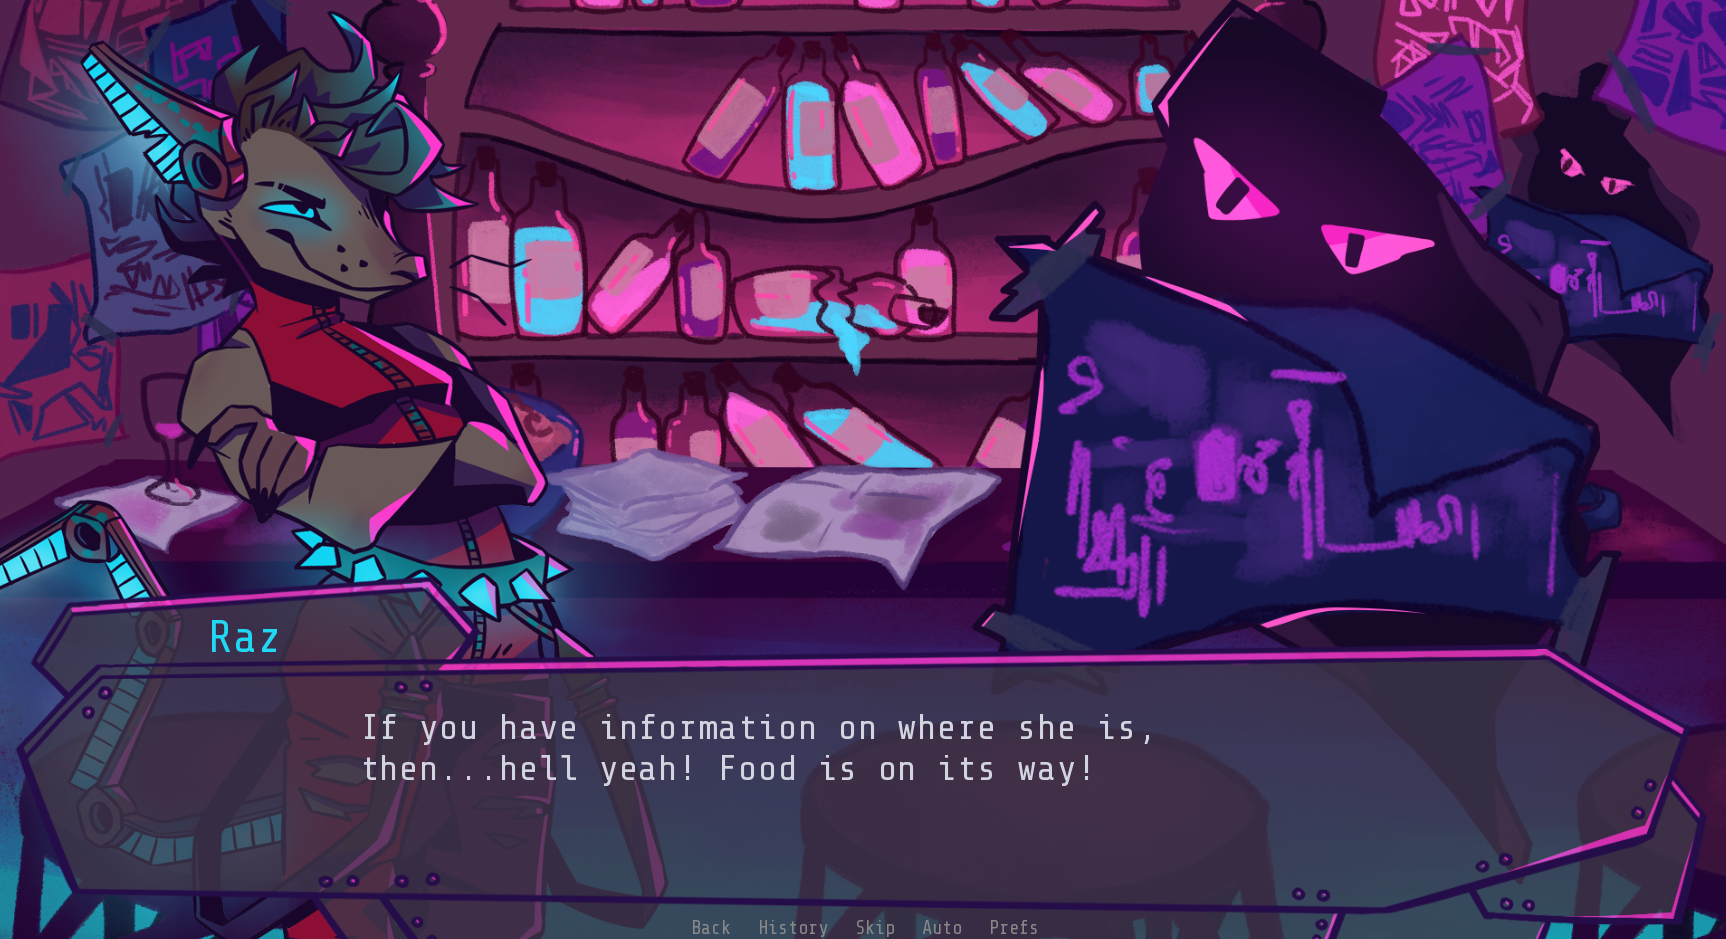 Raz
If you have information on where she is,
then...hell yeah! Food is on its way!
Back History Skip Auto Prefs